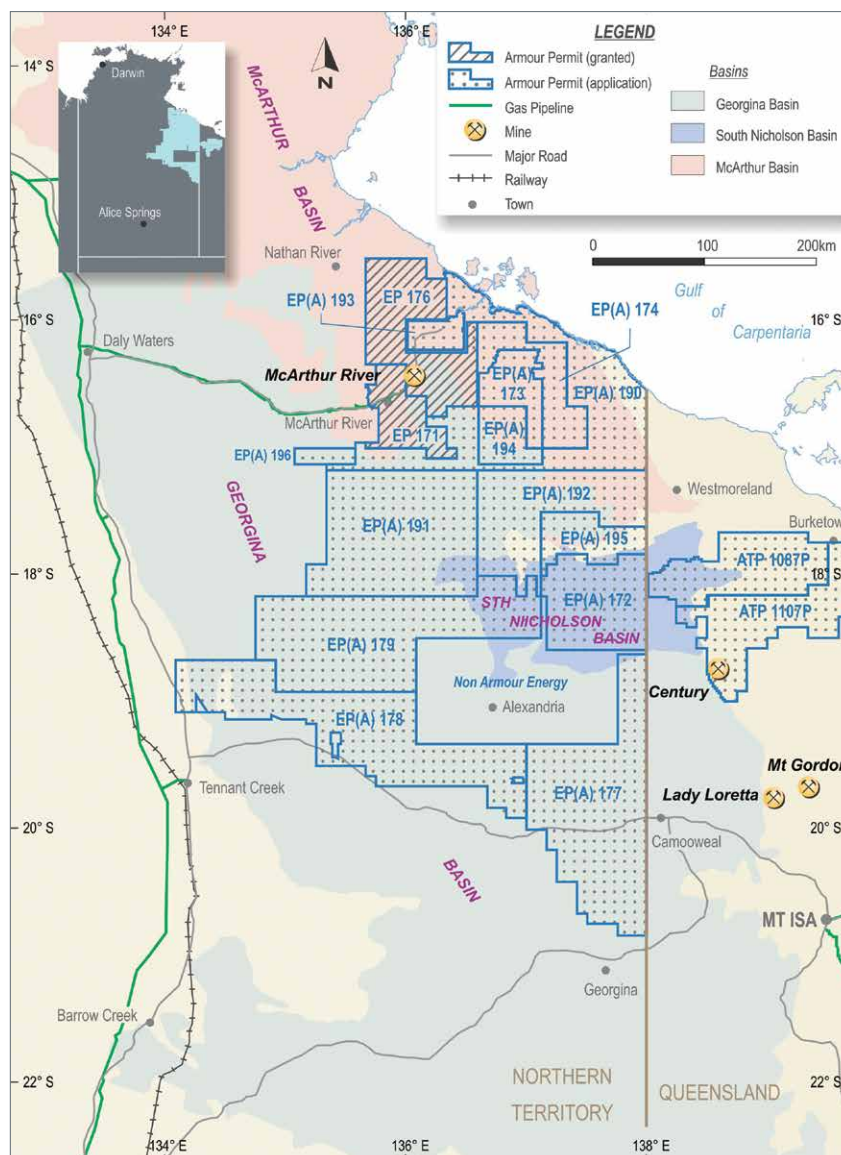 134° E
136° E
LEGEND
Armour Permit (granted)
Armour Permit (application)
Gas Pipeline
Mine
Major Road
Railway
Town
Basins
Georgina Basin
South Nicholson Basin
McArthur Basin
0
100
200km
Darwin
Alice Springs
N
14° S
McARTHUR
BASIN
Nathan River
EP(A) 193
EP 176
EP(A) 174
Gulf
of
Carpentaria
16° S
16° S
Daly Waters
McArthur River
McArthur River
EP(A)
173
EP(A) 190
EP 171
EP(A)
194
EP(A) 196
GEORGINA
EP(A) 192
Westmoreland
EP(A) 191
EP(A) 195
Burketow
18° S
ATP 1087P
18° S
STH
NIICHOLSON
BASIN
EP(A) 172
ATP 1107P
EP(A) 179
Non Armour Energy
Century
Alexandria
EP(A) 178
Mt Gordon
Tennant Creek
EP(A) 177
Lady Loretta
20° S
20° S
Camooweal
BASIN
MT ISA
Georgina
Barrow Creek
22° S
NORTHERN
TERRITORY
QUEENSLAND
22° S
134° E
136° E
138° E